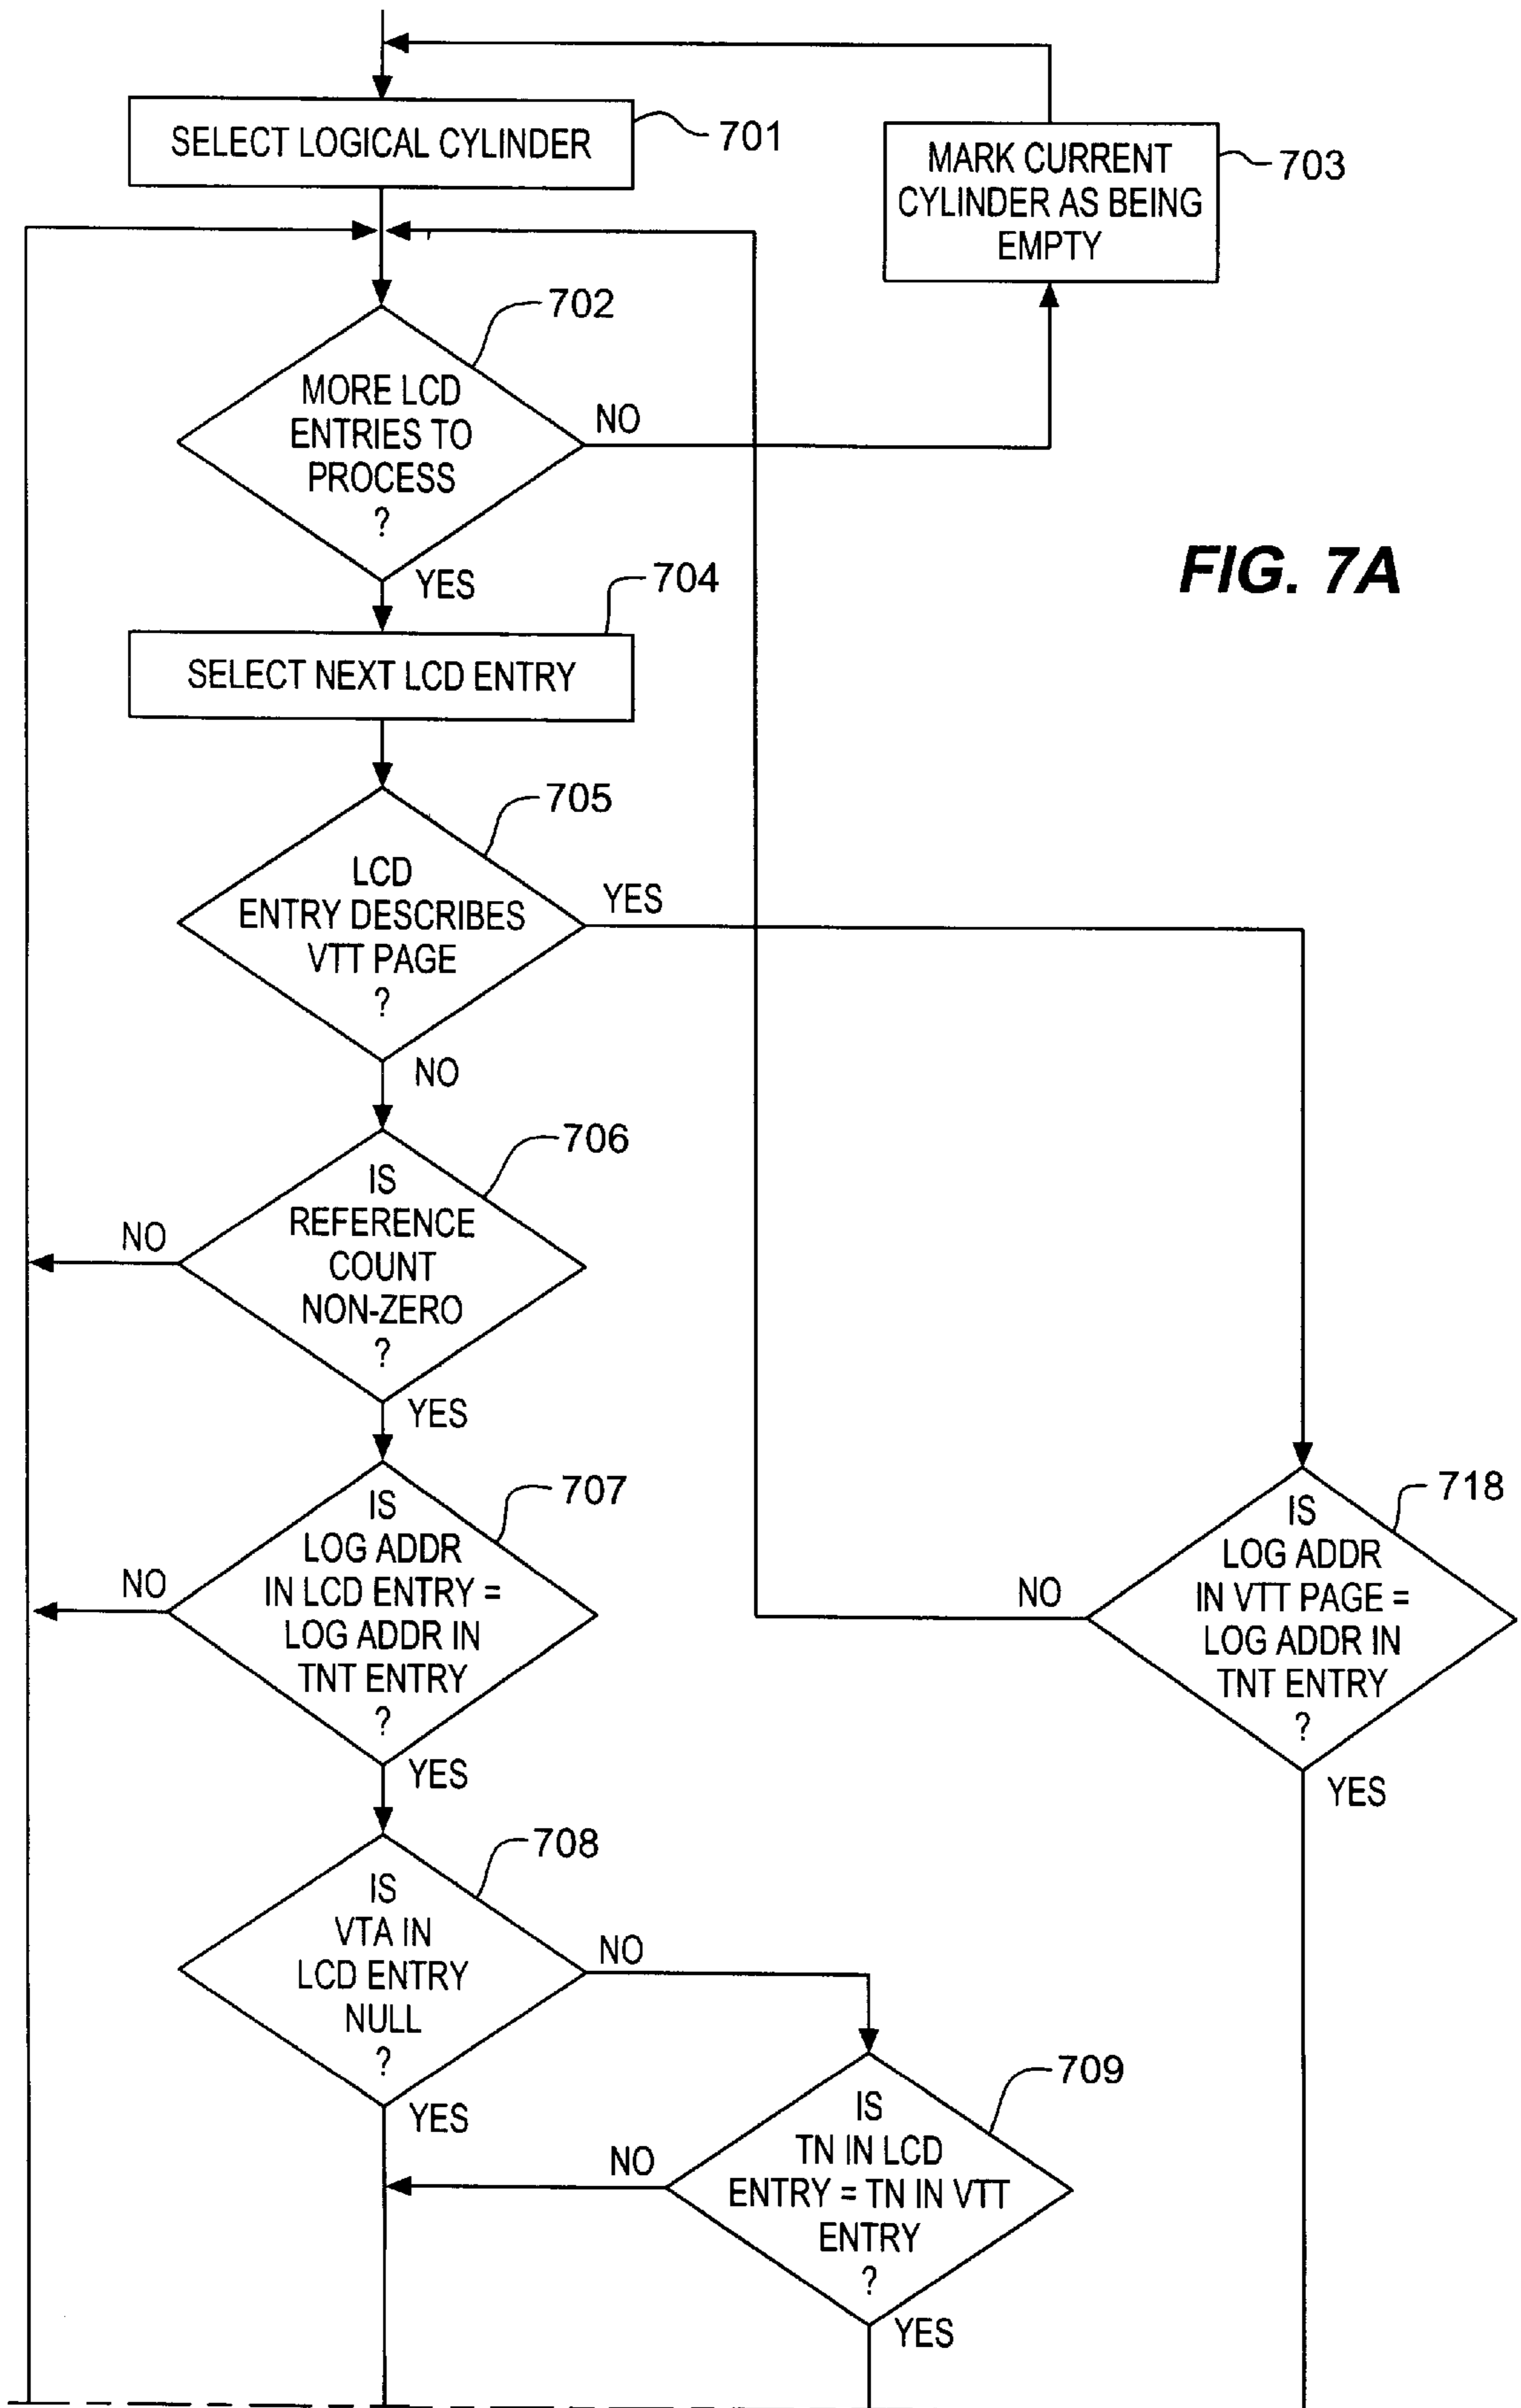 SELECT LOGICAL CYLINDER
701
MARK CURRENT
CYLINDER AS BEING
EMPTY
703
702
MORE LCD
ENTRIES TO
PROCESS
?
NO
YES
FIG. 7A
704
SELECT NEXT LCD ENTRY
705
LCD
ENTRY DESCRIBES
VTT PAGE
?
YES
NO
706
IS
REFERENCE
COUNT
NON-ZERO
?
NO
YES
707
IS
LOG ADDR
IN LCD ENTRY =
LOG ADDR IN
TNT ENTRY
?
NO
YES
718
IS
LOG ADDR
IN VTT PAGE =
LOG ADDR IN
TNT ENTRY
?
NO
YES
708
IS
VTA IN
LCD ENTRY
NULL
?
NO
YES
709
IS
TN IN LCD
ENTRY = TN IN VTT
ENTRY
?
NO
YES